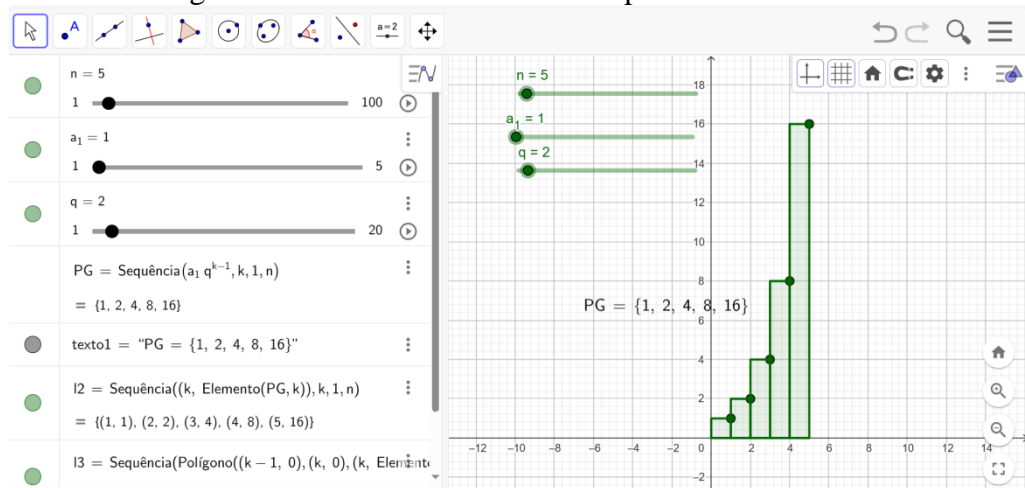 A
α
a=2
n = 5
1 100
a₁ = 1
1 5
q = 2
1 20
PG = Sequência(a₁ qᵏ⁻¹, k, 1, n)
= {1, 2, 4, 8, 16}
texto1 = “PG = {1, 2, 4, 8, 16}”
l2 = Sequência((k, Elemento(PG, k)), k, 1, n)
= {(1, 1), (2, 2), (3, 4), (4, 8), (5, 16)}
l3 = Sequência(Polígono((k − 1, 0), (k, 0), (k,
n = 5
a₁ = 1
q = 2
PG = {1, 2, 4, 8, 16}
18
16
14
12
10
8
6
4
2
−12 −10 −8 −6 −4 −2 0 2 4 6 8 10 12 14
−2